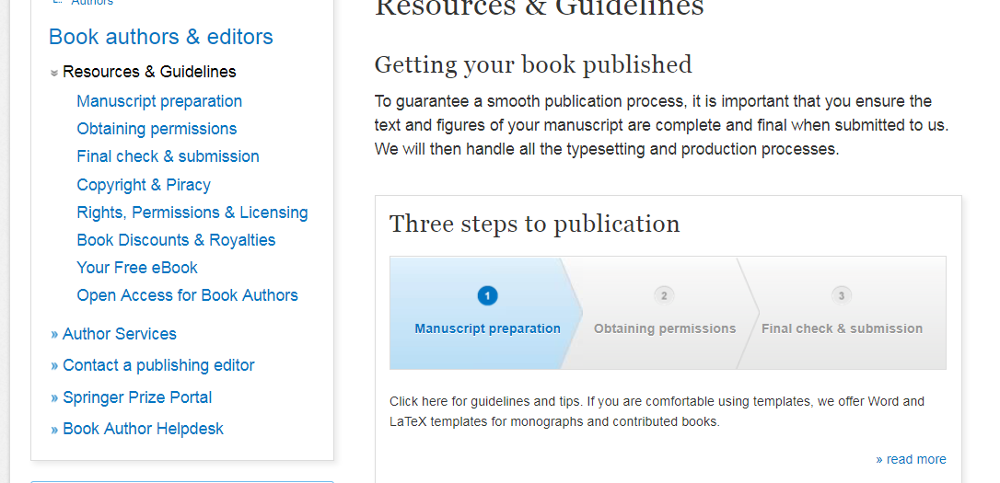 Authors
Book authors & editors
Resources & Guidelines
Manuscript preparation
Obtaining permissions
Final check & submission
Copyright & Piracy
Rights, Permissions & Licensing
Book Discounts & Royalties
Your Free eBook
Open Access for Book Authors
» Author Services
» Contact a publishing editor
» Springer Prize Portal
» Book Author Helpdesk
Resources & Guidelines
Getting your book published
To guarantee a smooth publication process, it is important that you ensure the
text and figures of your manuscript are complete and final when submitted to us.
We will then handle all the typesetting and production processes.
Three steps to publication
1
Manuscript preparation
2
Obtaining permissions
3
Final check & submission
Click here for guidelines and tips. If you are comfortable using templates, we offer Word and
LaTeX templates for monographs and contributed books.
» read more